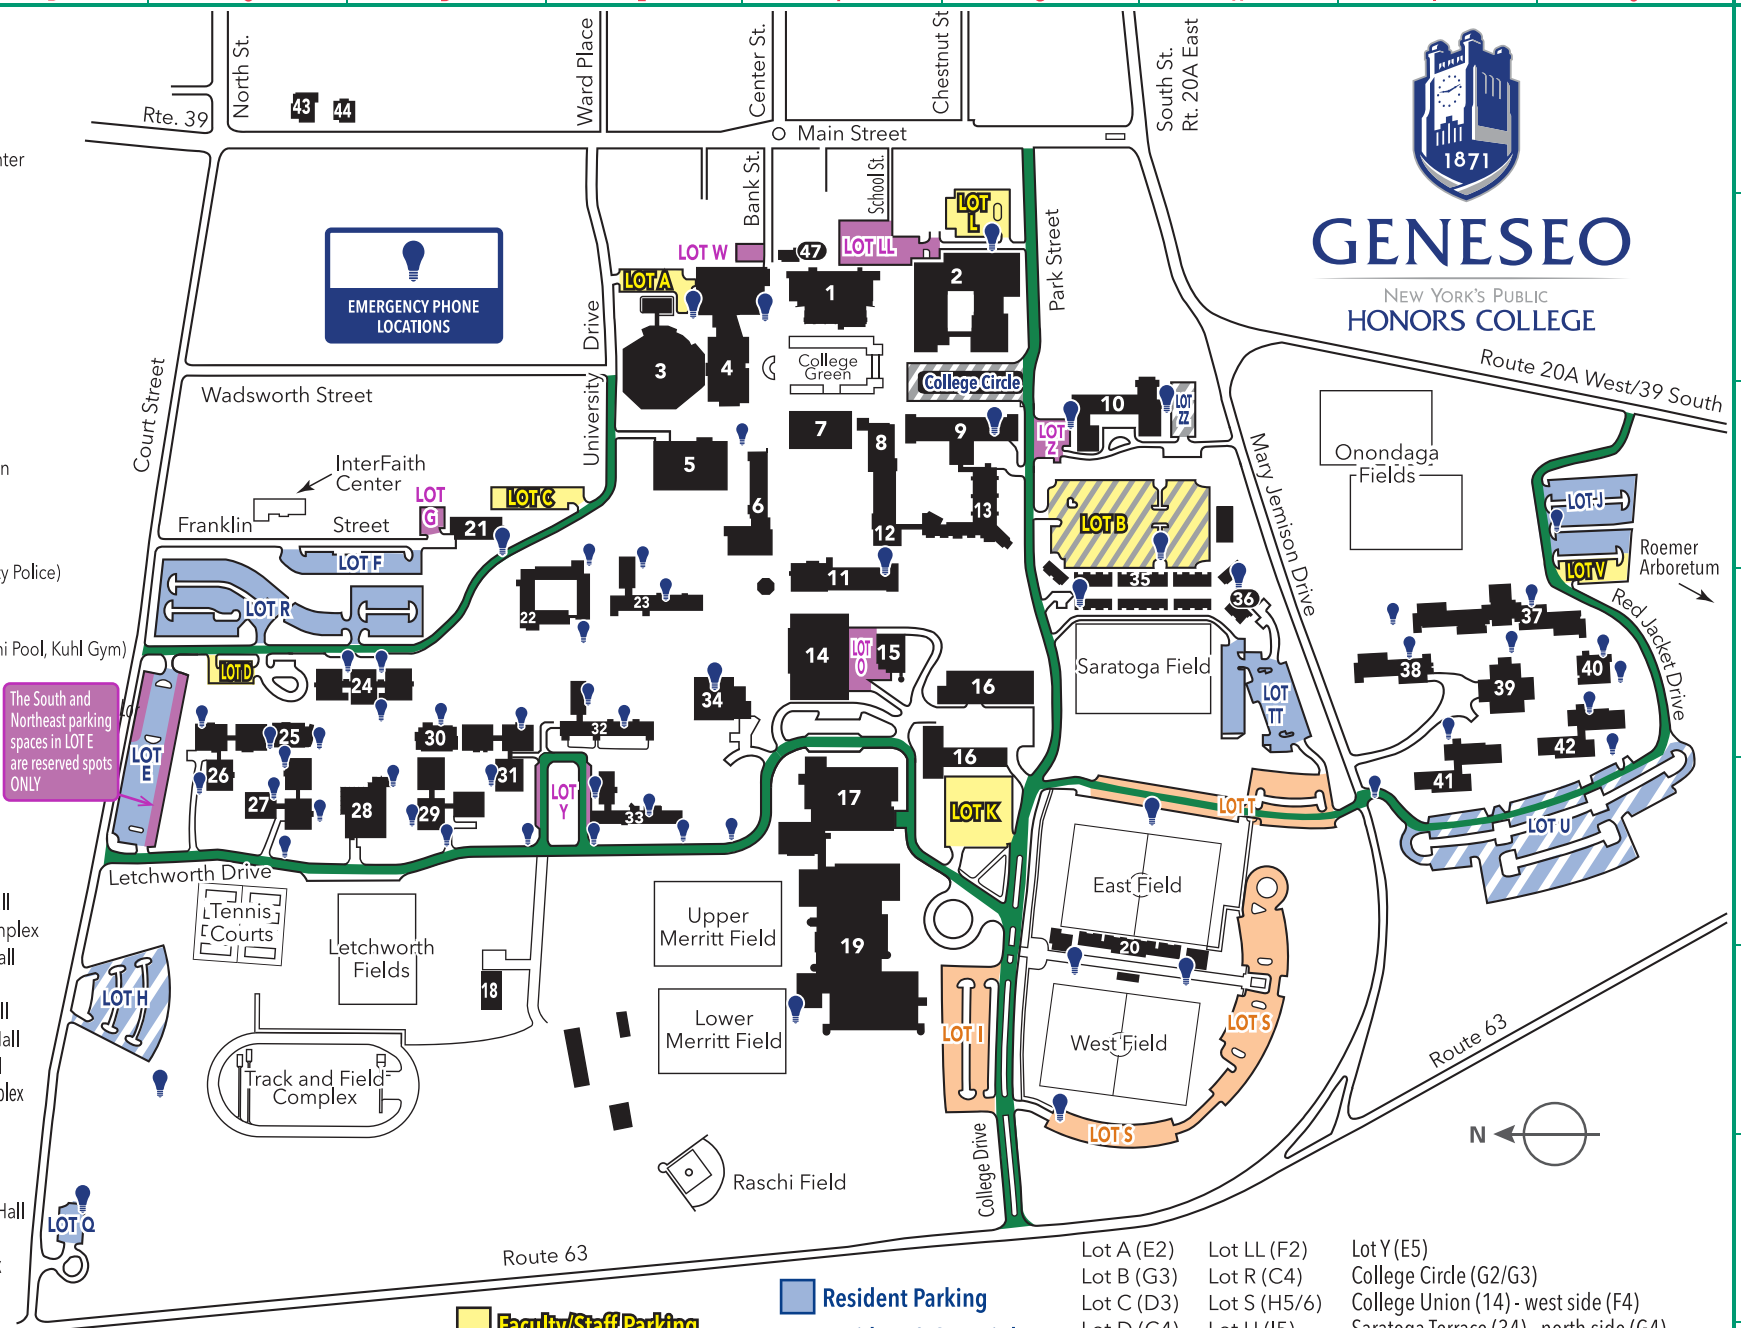 North St.
Ward Place
Center St.
Chestnut St
South St.
Rt. 20A East
43
44
Rte. 39
Main Street
1871
GENESEO
NEW YORK'S PUBLIC
HONORS COLLEGE
EMERGENCY PHONE
LOCATIONS
Bank St.
School St.
LOT
L
LOT W
47
LOT LL
Park Street
LOT A
1
2
Drive
University
3
4
College
Green
College Circle
Route 20A West/39 South
Court Street
Wadsworth Street
10
LOT
ZZ
7
8
9
LOT
Z
Mary Jemison Drive
Onondaga
Fields
InterFaith
Center
5
6
LOT
G
LOT C
13
LOT B
LOT J
Franklin
Street
21
12
Roemer
Arboretum
y Police)
LOT F
11
35
LOT V
LOT R
22
23
36
37
Red Jacket Drive
ni Pool, Kuhl Gym)
14
LOT
O
15
Saratoga Field
38
40
LOT D
24
16
39
The South and
Northeast parking
spaces in LOT E
are reserved spots
ONLY
34
LOT
TT
LOT
E
25
30
32
42
26
31
16
41
27
28
29
LOT
Y
33
17
LOT K
LOT T
LOT U
Letchworth Drive
East Field
Tennis
Courts
Letchworth
Fields
Upper
Merritt Field
19
20
LOT H
18
Lower
Merritt Field
LOT I
West Field
LOT S
Route 63
Track and Field
Complex
LOT S
N
College Drive
Raschi Field
LOT Q
Route 63
Lot A (E2)
Lot LL (F2)
Lot Y (E5)
Lot B (G3)
Lot R (C4)
College Circle (G2/G3)
Lot C (D3)
Lot S (H5/6)
College Union (14) - west side (F4)
Resident Parking
Faculty/Staff Parking
Lot D (C4)
Lot U (I5)
Saratoga Terrace (34) - north side (G4)